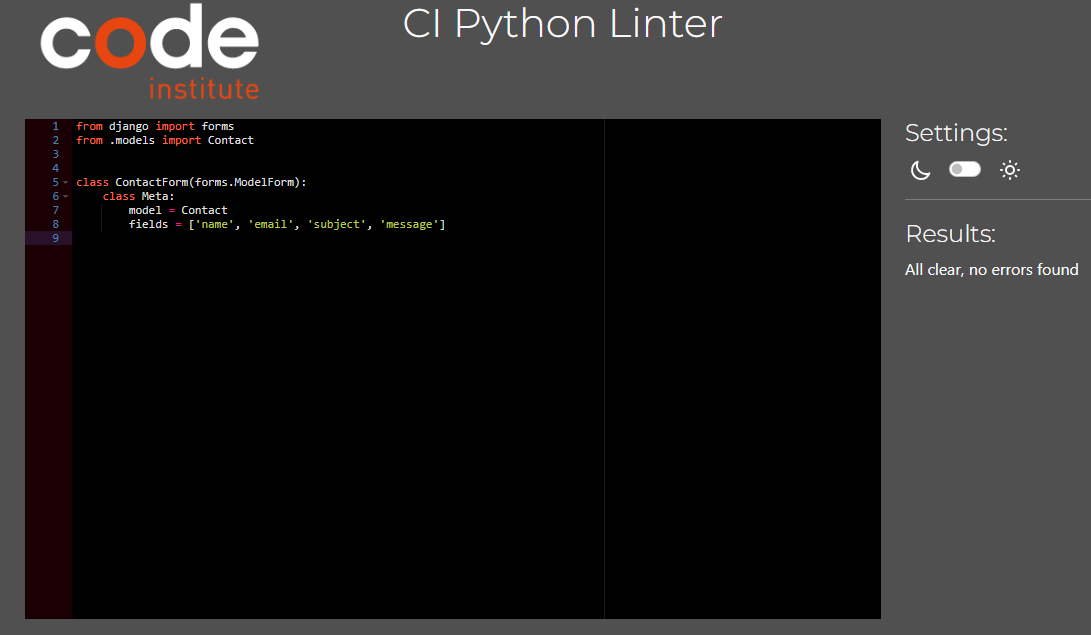 code
institute
CI Python Linter
1 from django import forms
2 from .models import Contact
3
4
5 class ContactForm(forms.ModelForm):
6     class Meta:
7         model = Contact
8         fields = ['name', 'email', 'subject', 'message']
9
Settings:
Results:
All clear, no errors found